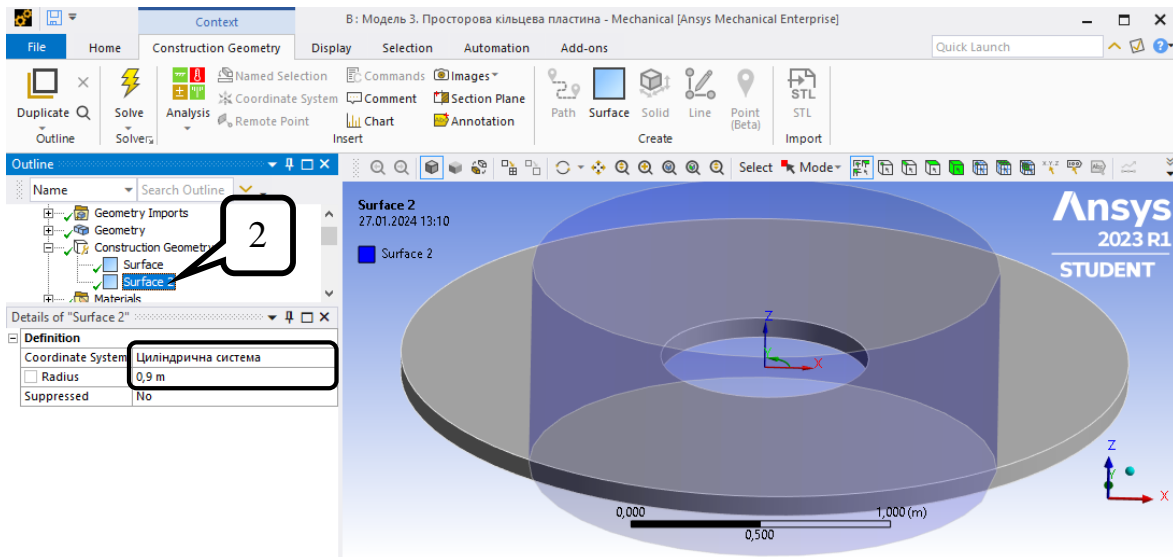 Context
B : Модель 3. Просторова кільцева пластина - Mechanical [Ansys Mechanical Enterprise]
File Home Construction Geometry Display Selection Automation Add-ons Quick Launch
Duplicate Q Solve Analysis
Named Selection
Coordinate System
Remote Point
Commands
Comment
Chart
Images
Section Plane
Annotation
Path Surface Solid Line Point (Beta) STL
STL
Outline Solver Insert Create Import
Outline
Name Search Outline
Select Mode
Geometry Imports
Geometry
Construction Geometry
Surface
Surface 2
Materials
2
Details of "Surface 2"
Definition
Coordinate System Циліндрична система
Radius 0,9 m
Suppressed No
Surface 2
27.01.2024 13:10
Surface 2
Ansys
2023 R1
STUDENT
Z
Y
X
Z
Y
X
0,000 1,000 (m)
0,500